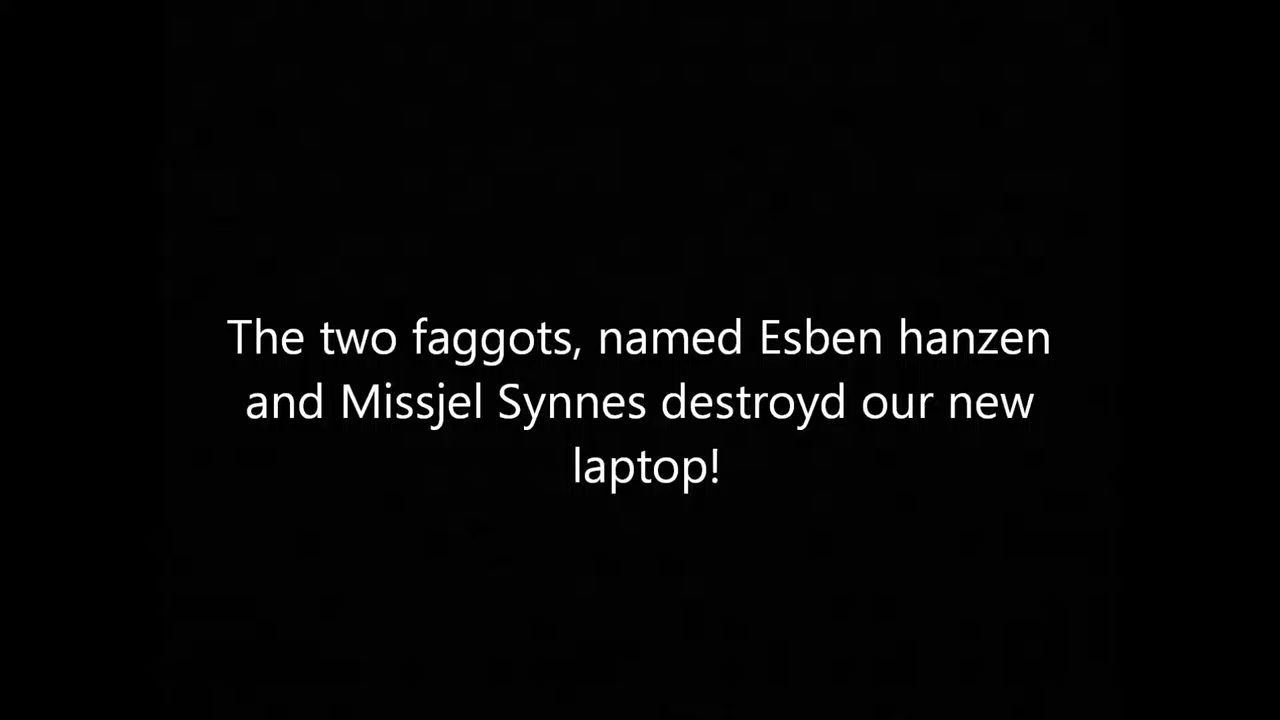 The two faggots, named Esben hanzen
and Missjel Synnes destroyd our new
laptop!